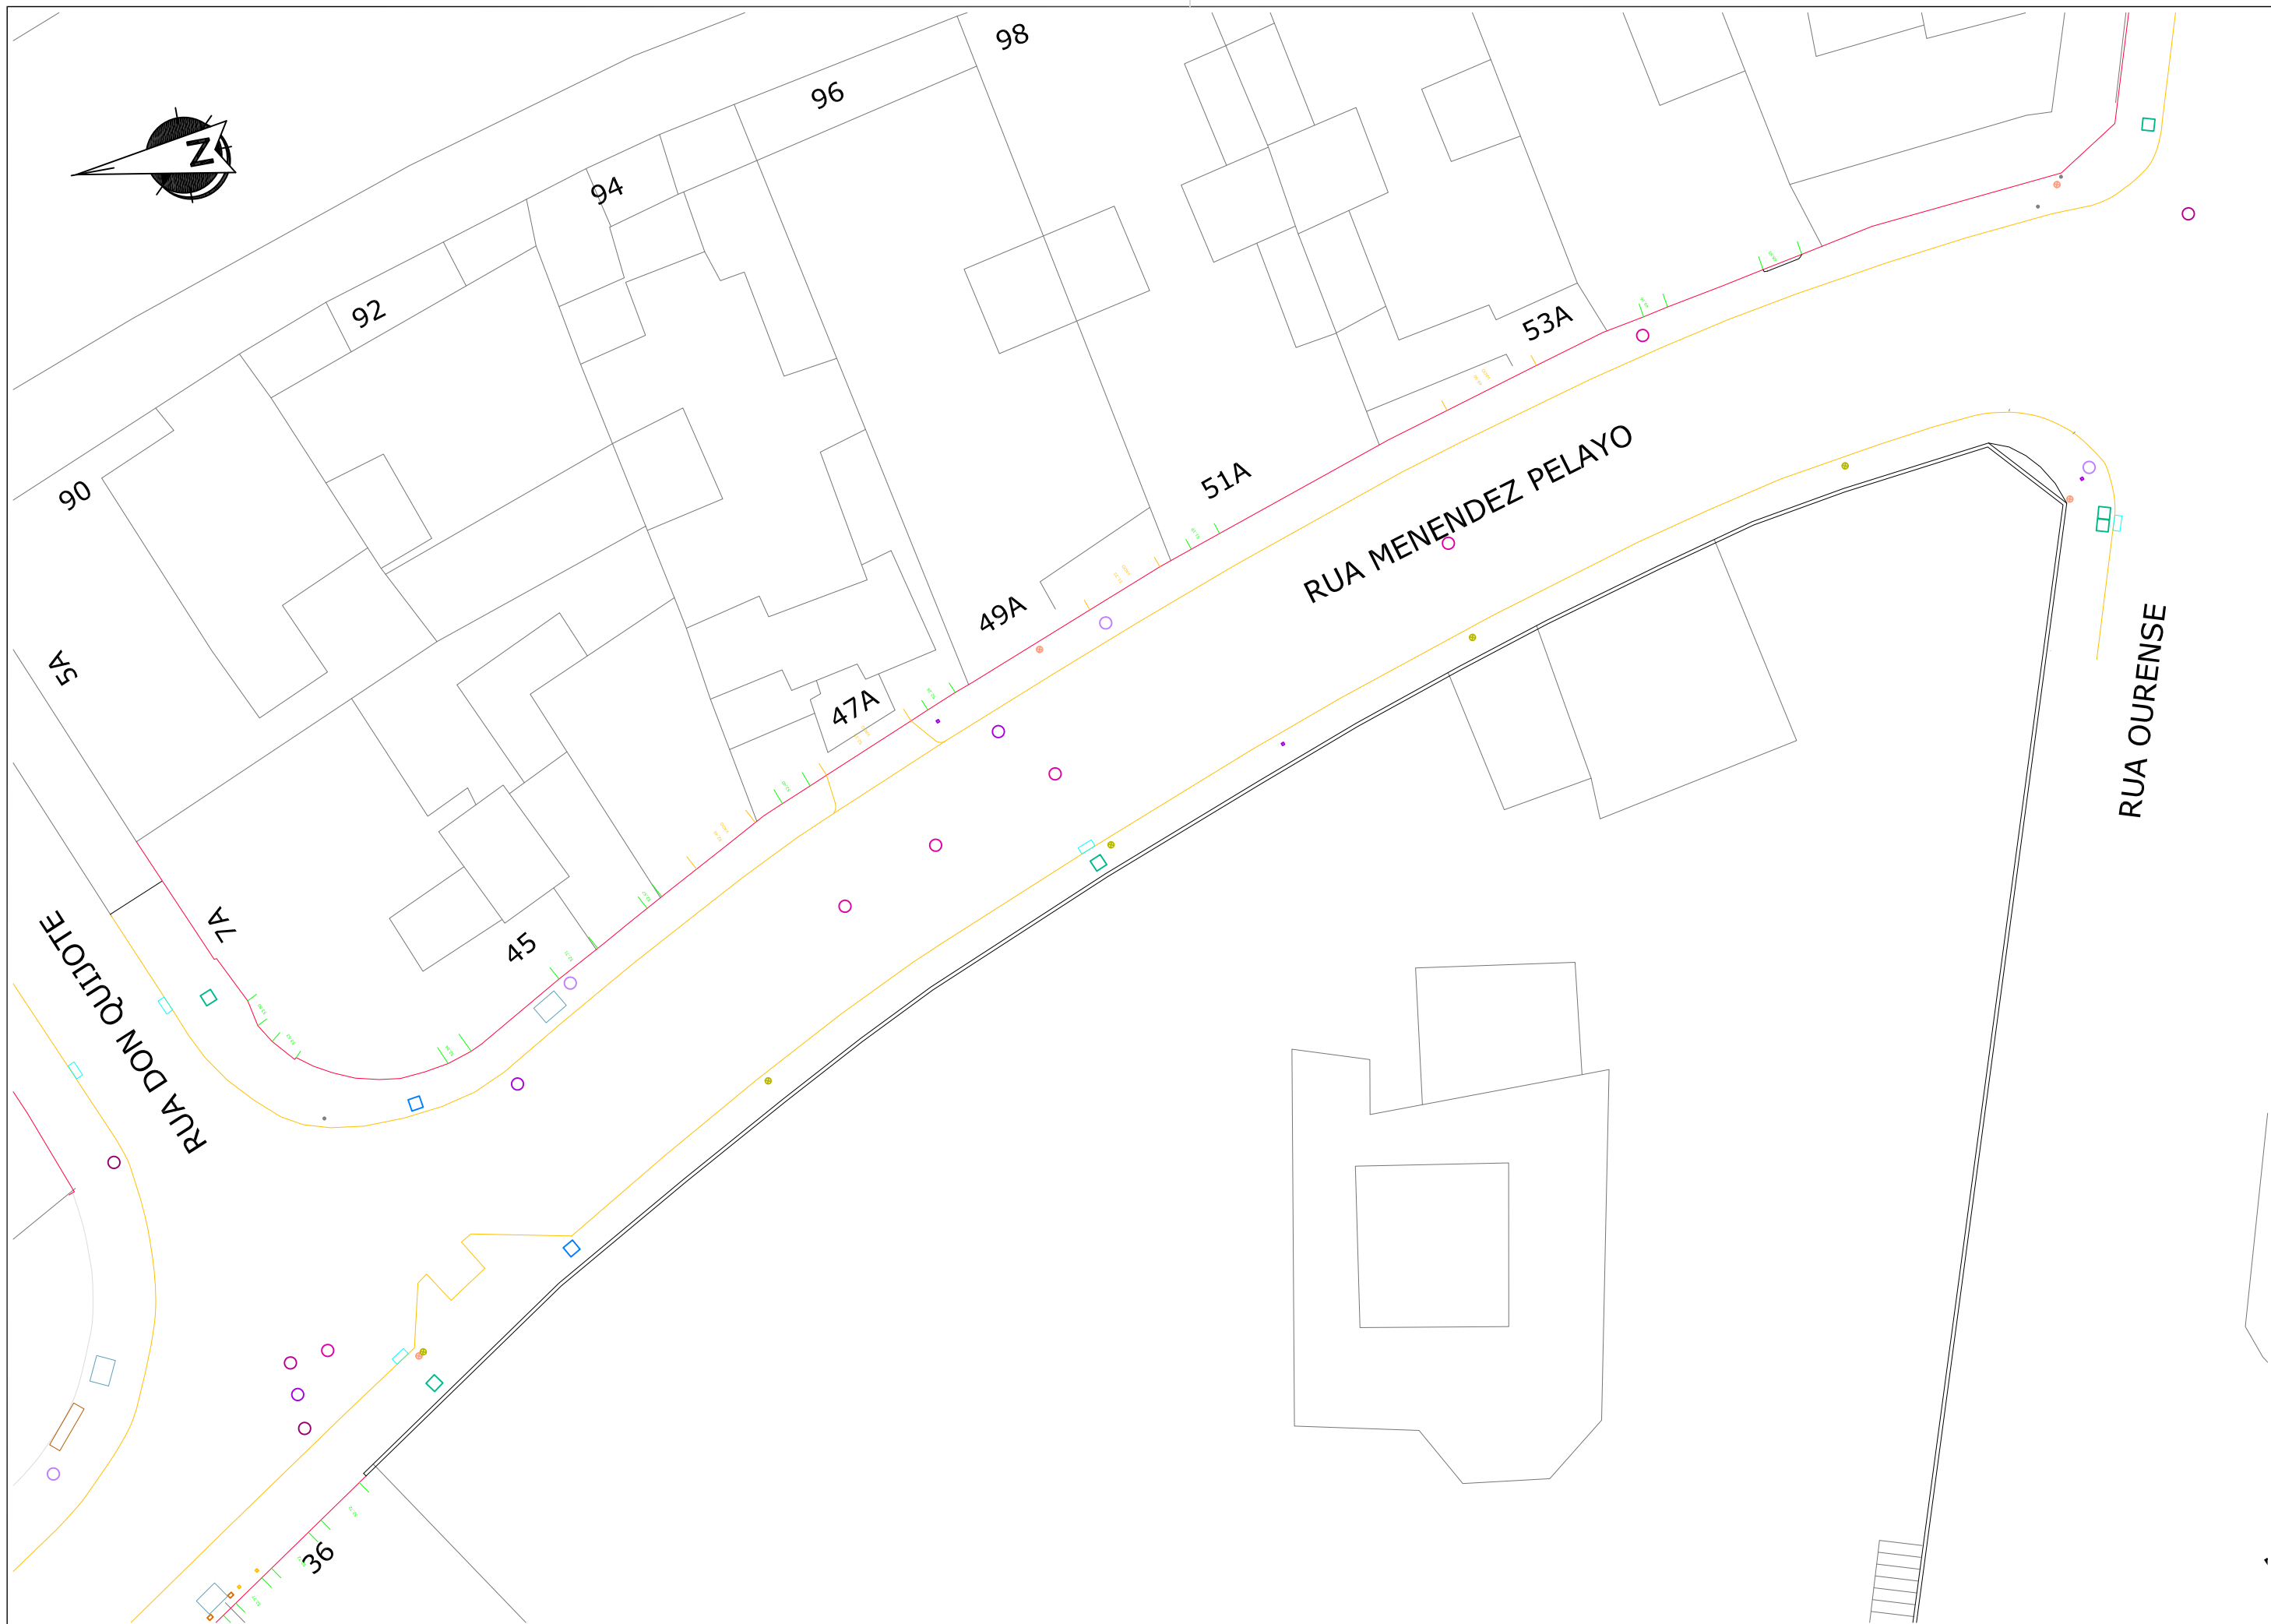 98
96
N
94
92
53A
90
51A
RUA MENENDEZ PELAYO
49A
5A
47A
RUA OURENSE
7A
45
RUA DON QUIJOTE
36